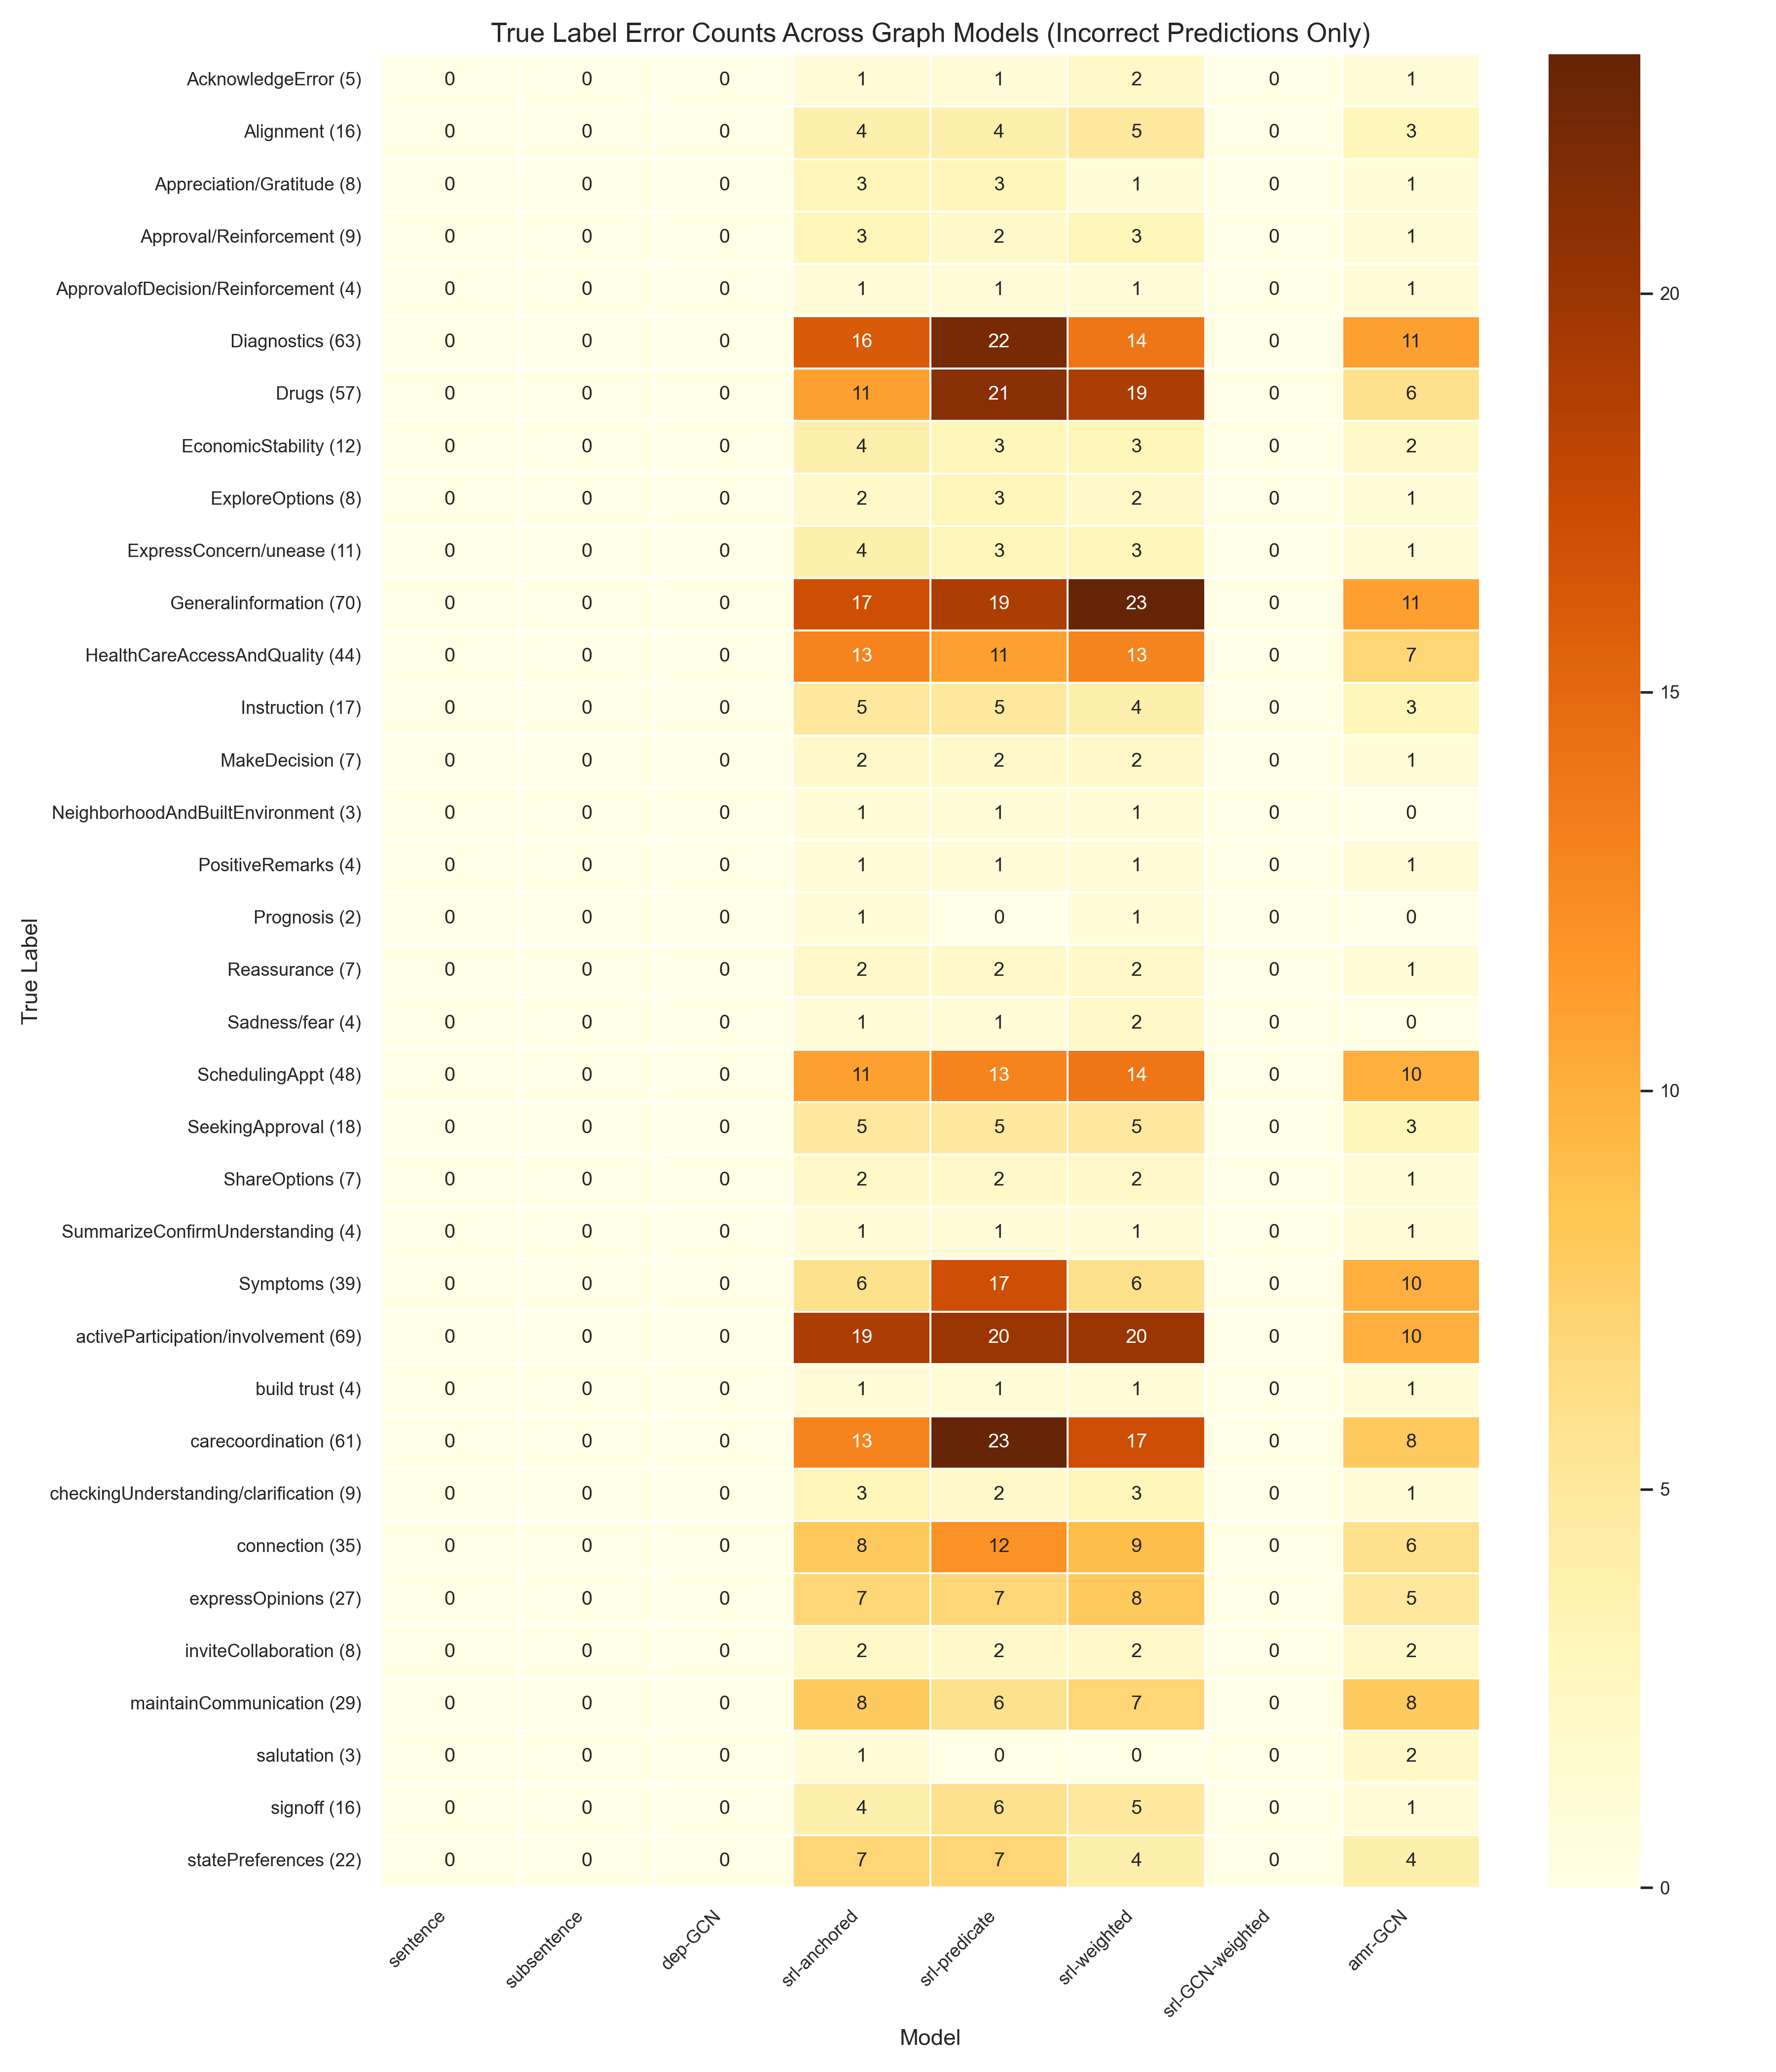 True Label Error Counts Across Graph Models (Incorrect Predictions Only)
AcknowledgeError (5) 0 0 0 1 1 2 0 1
Alignment (16) 0 0 0 4 4 5 0 3
Appreciation/Gratitude (8) 0 0 0 3 3 1 0 1
Approval/Reinforcement (9) 0 0 0 3 2 3 0 1
ApprovalofDecision/Reinforcement (4) 0 0 0 1 1 1 0 1
Diagnostics (63) 0 0 0 16 22 14 0 11
Drugs (57) 0 0 0 11 21 19 0 6
EconomicStability (12) 0 0 0 4 3 3 0 2
ExploreOptions (8) 0 0 0 2 3 2 0 1
ExpressConcern/unease (11) 0 0 0 4 3 3 0 1
Generalinformation (70) 0 0 0 17 19 23 0 11
HealthCareAccessAndQuality (44) 0 0 0 13 11 13 0 7
Instruction (17) 0 0 0 5 5 4 0 3
MakeDecision (7) 0 0 0 2 2 2 0 1
NeighborhoodAndBuiltEnvironment (3) 0 0 0 1 1 1 0 0
PositiveRemarks (4) 0 0 0 1 1 1 0 1
Prognosis (2) 0 0 0 1 0 1 0 0
Reassurance (7) 0 0 0 2 2 2 0 1
Sadness/fear (4) 0 0 0 1 1 2 0 0
SchedulingAppt (48) 0 0 0 11 13 14 0 10
SeekingApproval (18) 0 0 0 5 5 5 0 3
ShareOptions (7) 0 0 0 2 2 2 0 1
SummarizeConfirmUnderstanding (4) 0 0 0 1 1 1 0 1
Symptoms (39) 0 0 0 6 17 6 0 10
activeParticipation/involvement (69) 0 0 0 19 20 20 0 10
build trust (4) 0 0 0 1 1 1 0 1
carecoordination (61) 0 0 0 13 23 17 0 8
checkingUnderstanding/clarification (9) 0 0 0 3 2 3 0 1
connection (35) 0 0 0 8 12 9 0 6
expressOpinions (27) 0 0 0 7 7 8 0 5
inviteCollaboration (8) 0 0 0 2 2 2 0 2
maintainCommunication (29) 0 0 0 8 6 7 0 8
salutation (3) 0 0 0 1 0 0 0 2
signoff (16) 0 0 0 4 6 5 0 1
statePreferences (22) 0 0 0 7 7 4 0 4
True Label
sentence
subsentence
dep-GCN
srl-anchored
srl-predicate
srl-weighted
srl-GCN-weighted
amr-GCN
Model
20
15
10
5
0